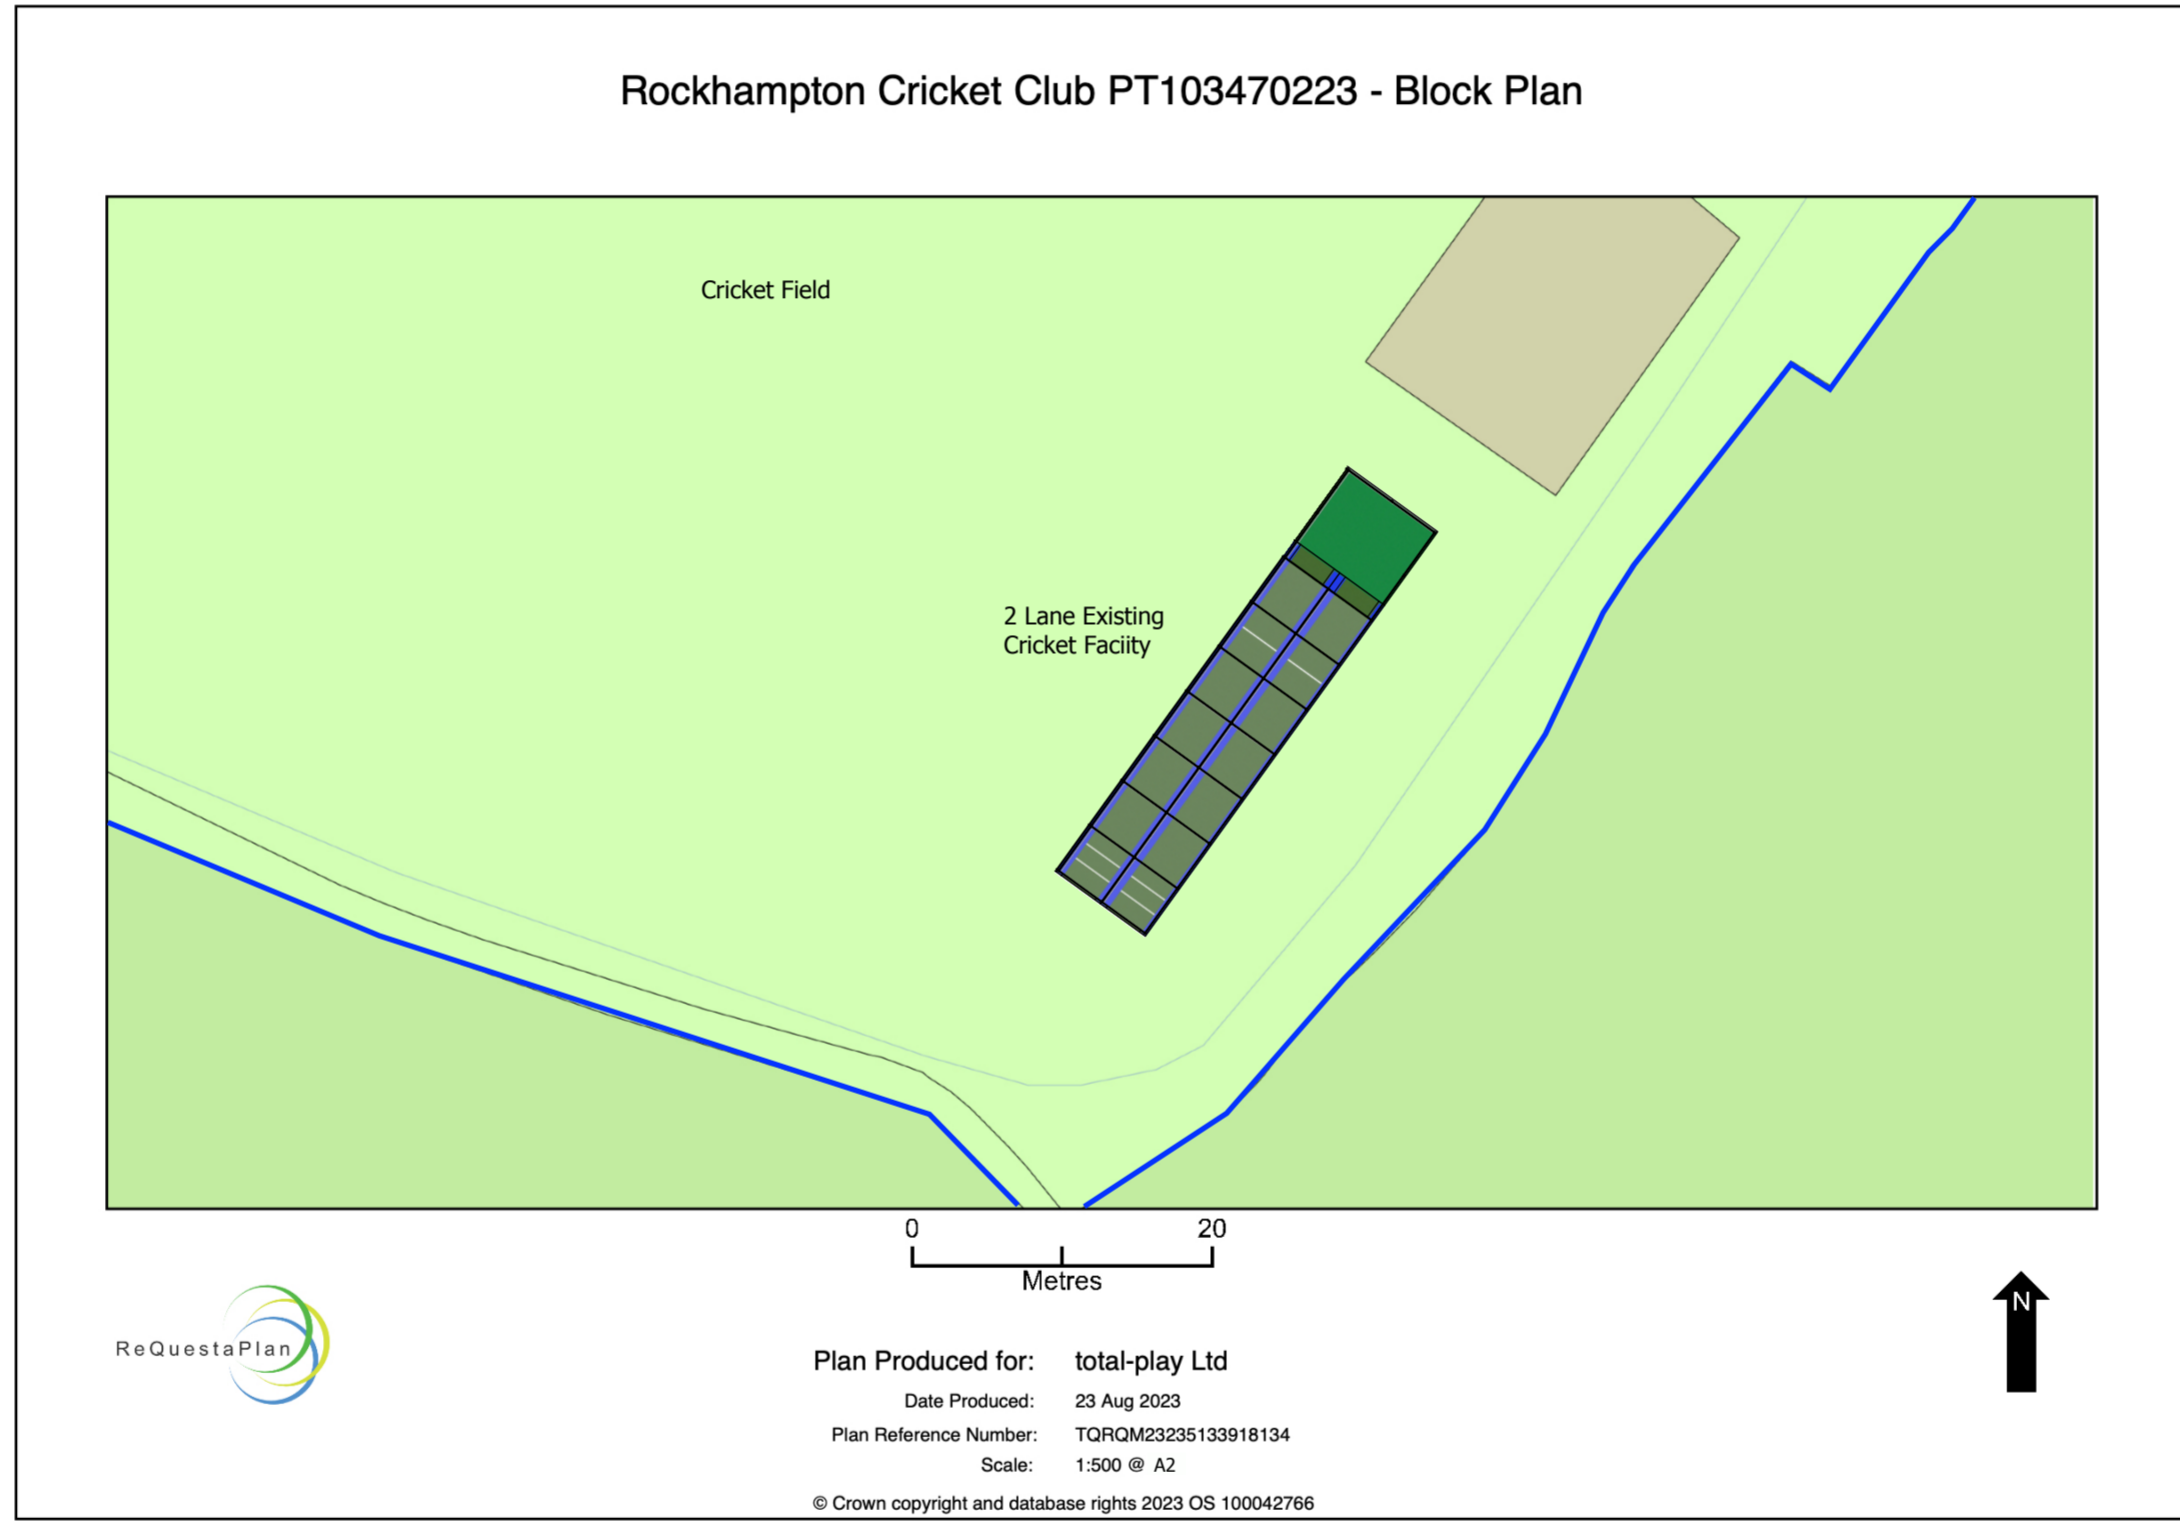 Rockhampton Cricket Club PT103470223 - Block Plan
Cricket Field
2 Lane Existing
Cricket Faciity
0 20
Metres
N
ReQuestaPlan
Plan Produced for: total-play Ltd
Date Produced: 23 Aug 2023
Plan Reference Number: TQRQM23235133918134
Scale: 1:500 @ A2
© Crown copyright and database rights 2023 OS 100042766